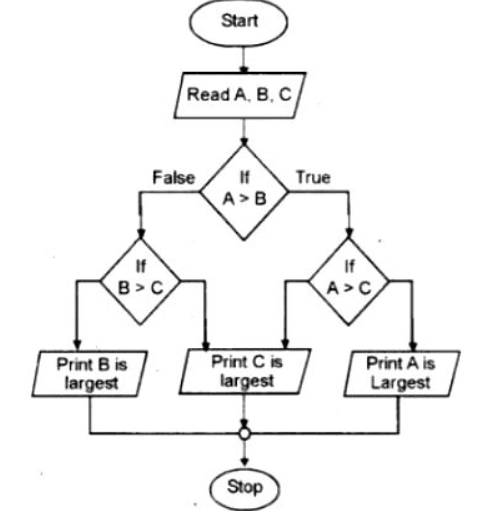 Start
Read A, B, C
False
If
True
A > B
If
B > C
If
A > C
Print B is
largest
Print C is
largest
Print A is
Largest
Stop